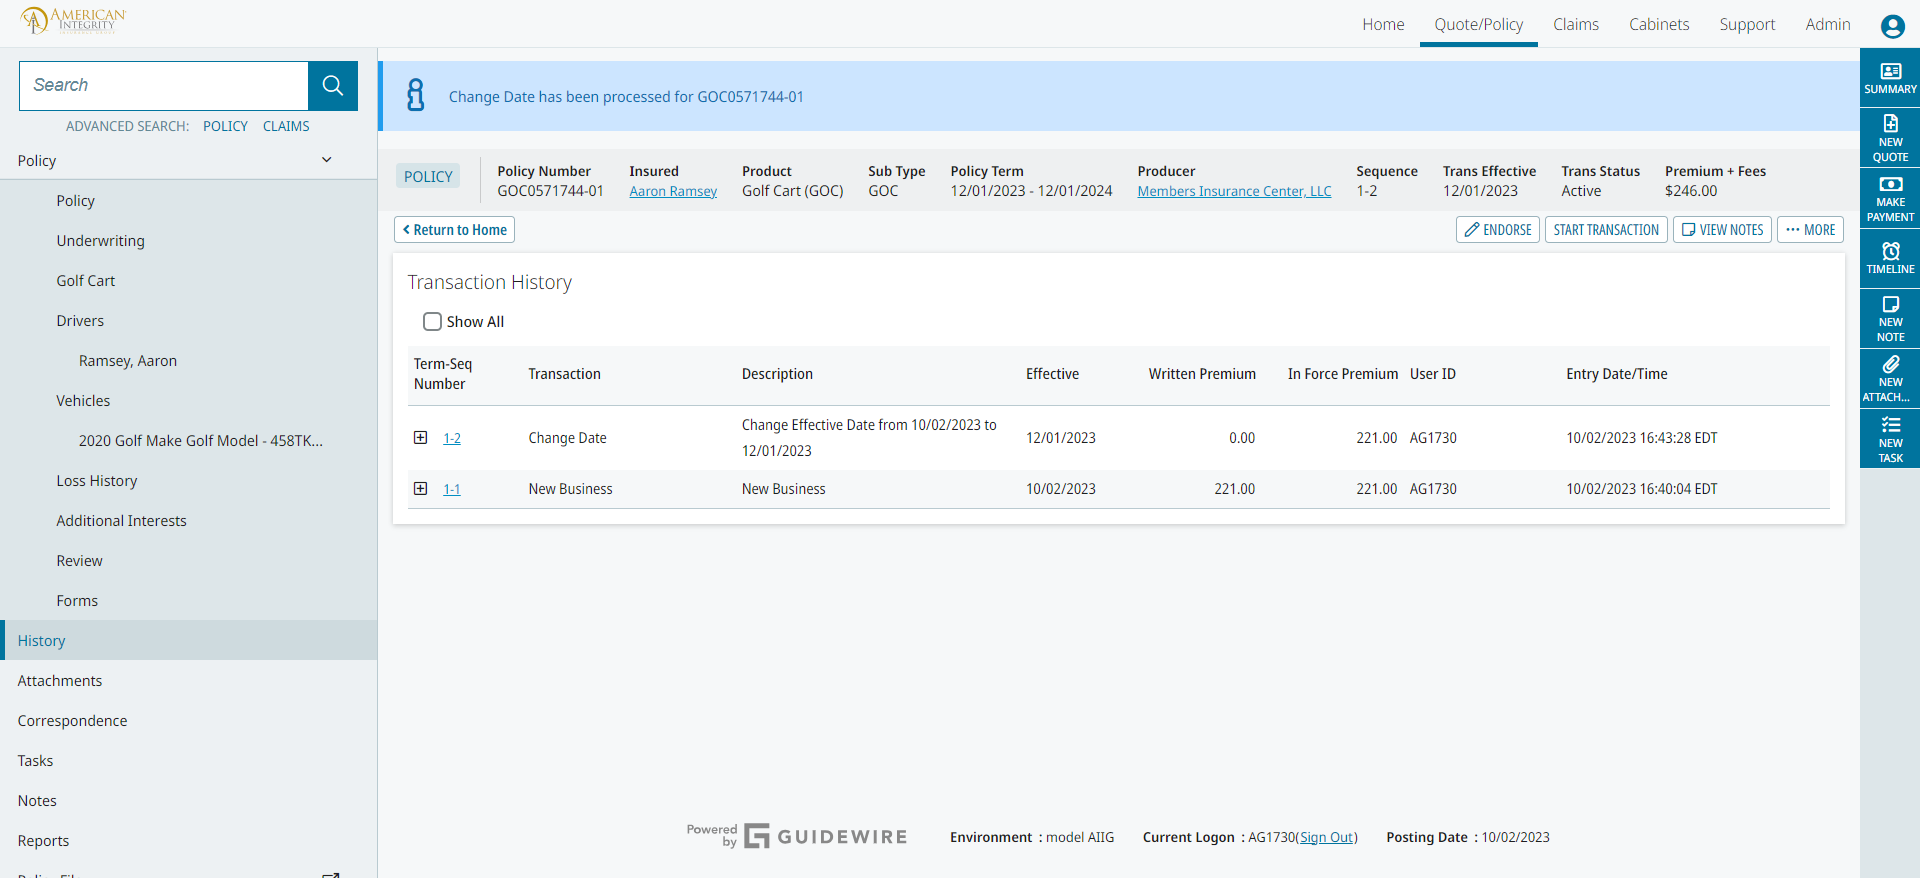 AMERICAN
INTEGRITY
Home
Quote/Policy
Claims
Cabinets
Support
Admin
Search
ADVANCED SEARCH: POLICY CLAIMS
Policy
Policy
Underwriting
Golf Cart
Drivers
Ramsey, Aaron
Vehicles
2020 Golf Make Golf Model - 458TK...
Loss History
Additional Interests
Review
Forms
History
Attachments
Correspondence
Tasks
Notes
Reports
Change Date has been processed for GOC0571744-01
POLICY
Policy Number
GOC0571744-01
Insured
Aaron Ramsey
Product
Golf Cart (GOC)
Sub Type
GOC
Policy Term
12/01/2023 - 12/01/2024
Producer
Members Insurance Center, LLC
Sequence
1-2
Trans Effective
12/01/2023
Trans Status
Active
Premium + Fees
$246.00
Return to Home
ENDORSE
START TRANSACTION
VIEW NOTES
MORE
Transaction History
Show All
Term-Seq
Number
Transaction
Description
Effective
Written Premium
In Force Premium
User ID
Entry Date/Time
1-2
Change Date
Change Effective Date from 10/02/2023 to
12/01/2023
12/01/2023
0.00
221.00
AG1730
10/02/2023 16:43:28 EDT
1-1
New Business
New Business
10/02/2023
221.00
221.00
AG1730
10/02/2023 16:40:04 EDT
SUMMARY
NEW
QUOTE
MAKE
PAYMENT
TIMELINE
NEW
NOTE
NEW
ATTACH...
NEW
TASK
Powered
by
GUIDEWIRE
Environment : model AIIG
Current Logon : AG1730(Sign Out)
Posting Date : 10/02/2023